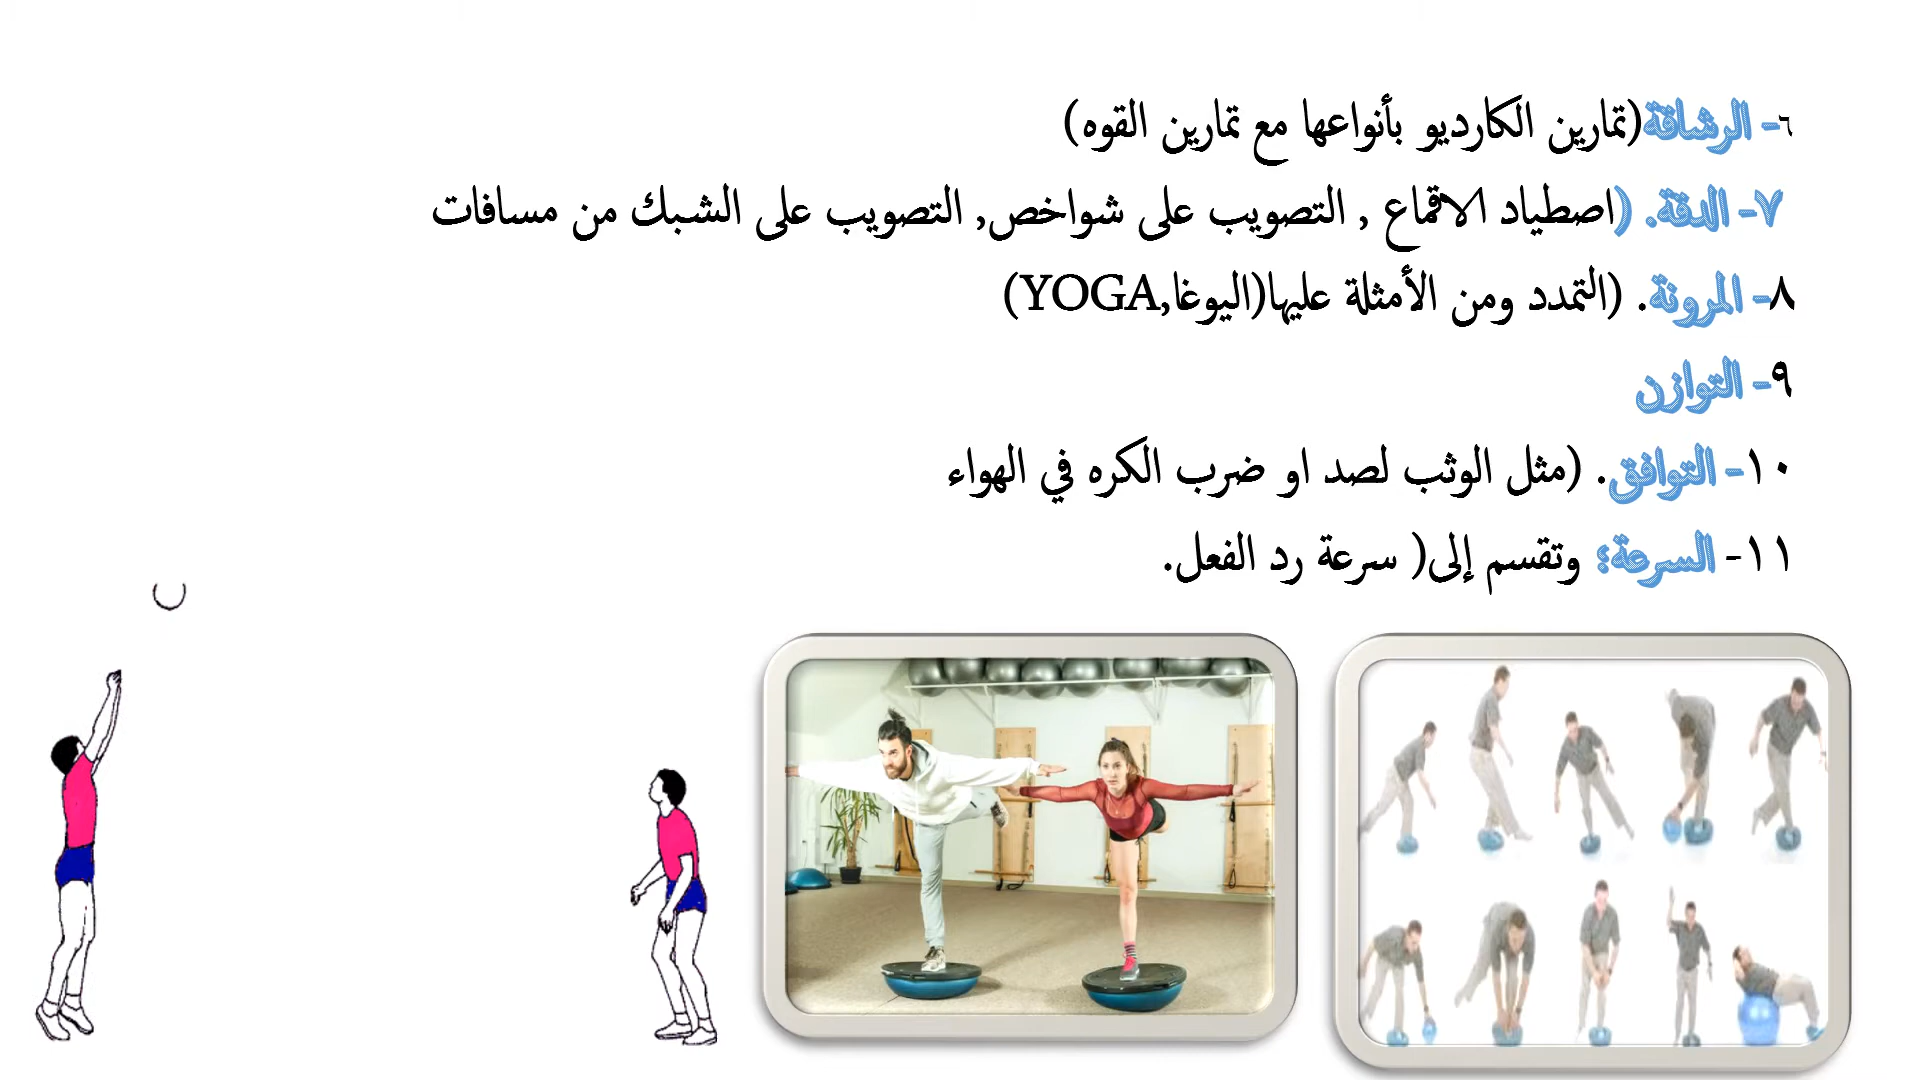 ٦- الرشاقة(تمارين الكارديو بأنواعها مع تمارين القوه)
٧- الدقة. (اصطياد الاقماع , التصويب على شواخص, التصويب على الشبك من مسافات
٨- المرونة. (التمدد ومن الأمثلة عليها(اليوغا,YOGA)
٩- التوازن
١٠- التوافق. (مثل الوثب لصد او ضرب الكره في الهواء
١١- السرعة؛ وتقسم إلى( سرعة رد الفعل.